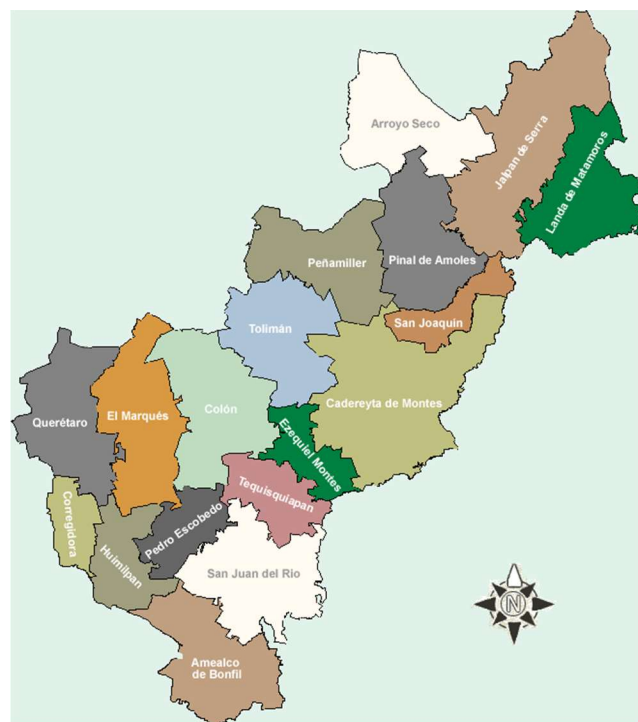 Arroyo Seco
Jalpan de Serra
Landa de Matamoros
Peñamiller
Pinal de Amoles
San Joaquín
Tolimán
Cadereyta de Montes
Querétaro
El Marqués
Colón
Ezequiel Montes
Tequisquiapan
Corregidora
Huimilpan
Pedro Escobedo
San Juan del Río
Amealco
de Bonfil
N